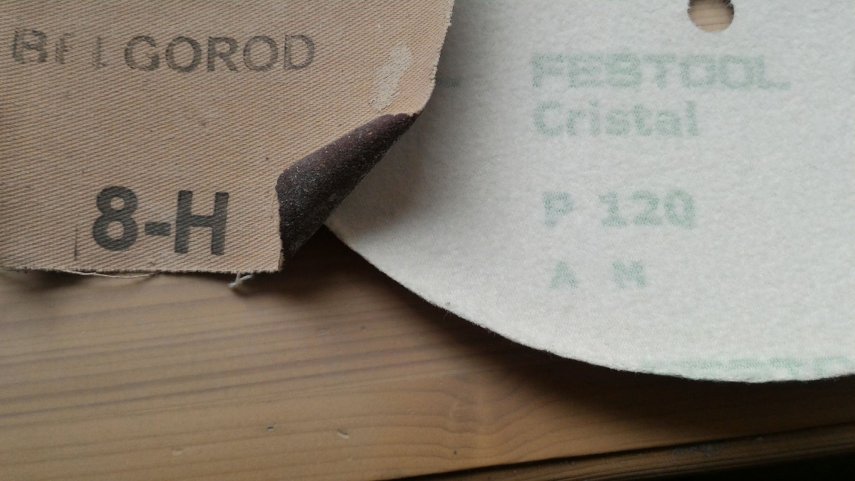 BELGOROD
8-H
L
FESTOOL
Cristal
P 120
A M